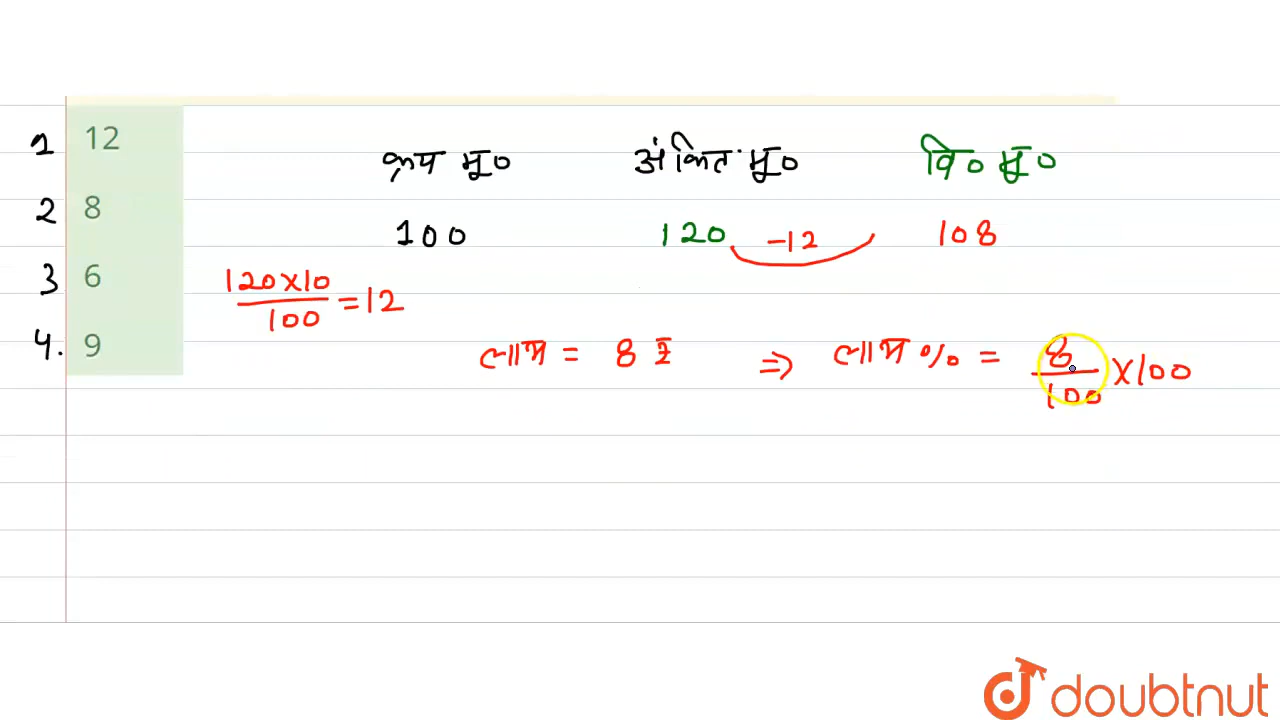 1 12
क्रय मू० अंकित मू० वि० मू०
2 8
100 120 -12 108
3 6
120×10/100 = 12
4. 9
लाभ = 8 रु ⇒ लाभ % = 8/100 ×100
doubtnut